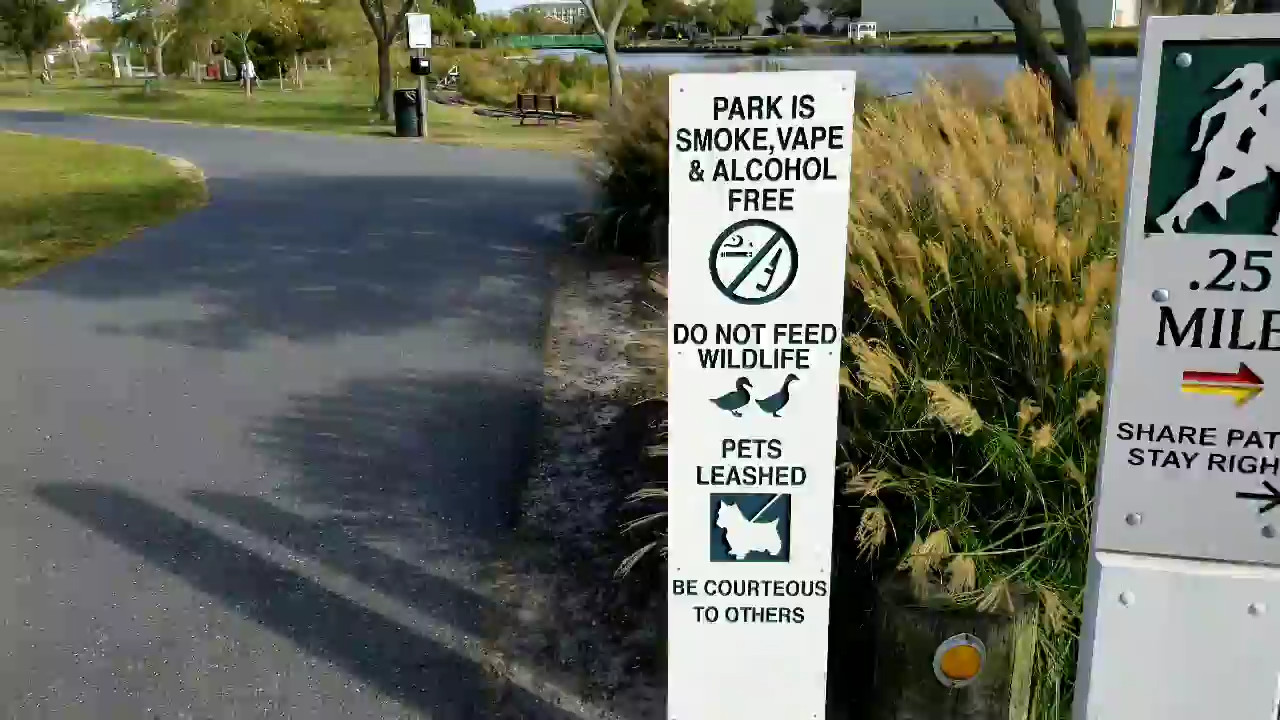 PARK IS
SMOKE, VAPE
& ALCOHOL
FREE
DO NOT FEED
WILDLIFE
PETS
LEASHED
BE COURTEOUS
TO OTHERS
.25
MILE
SHARE PAT
STAY RIGH